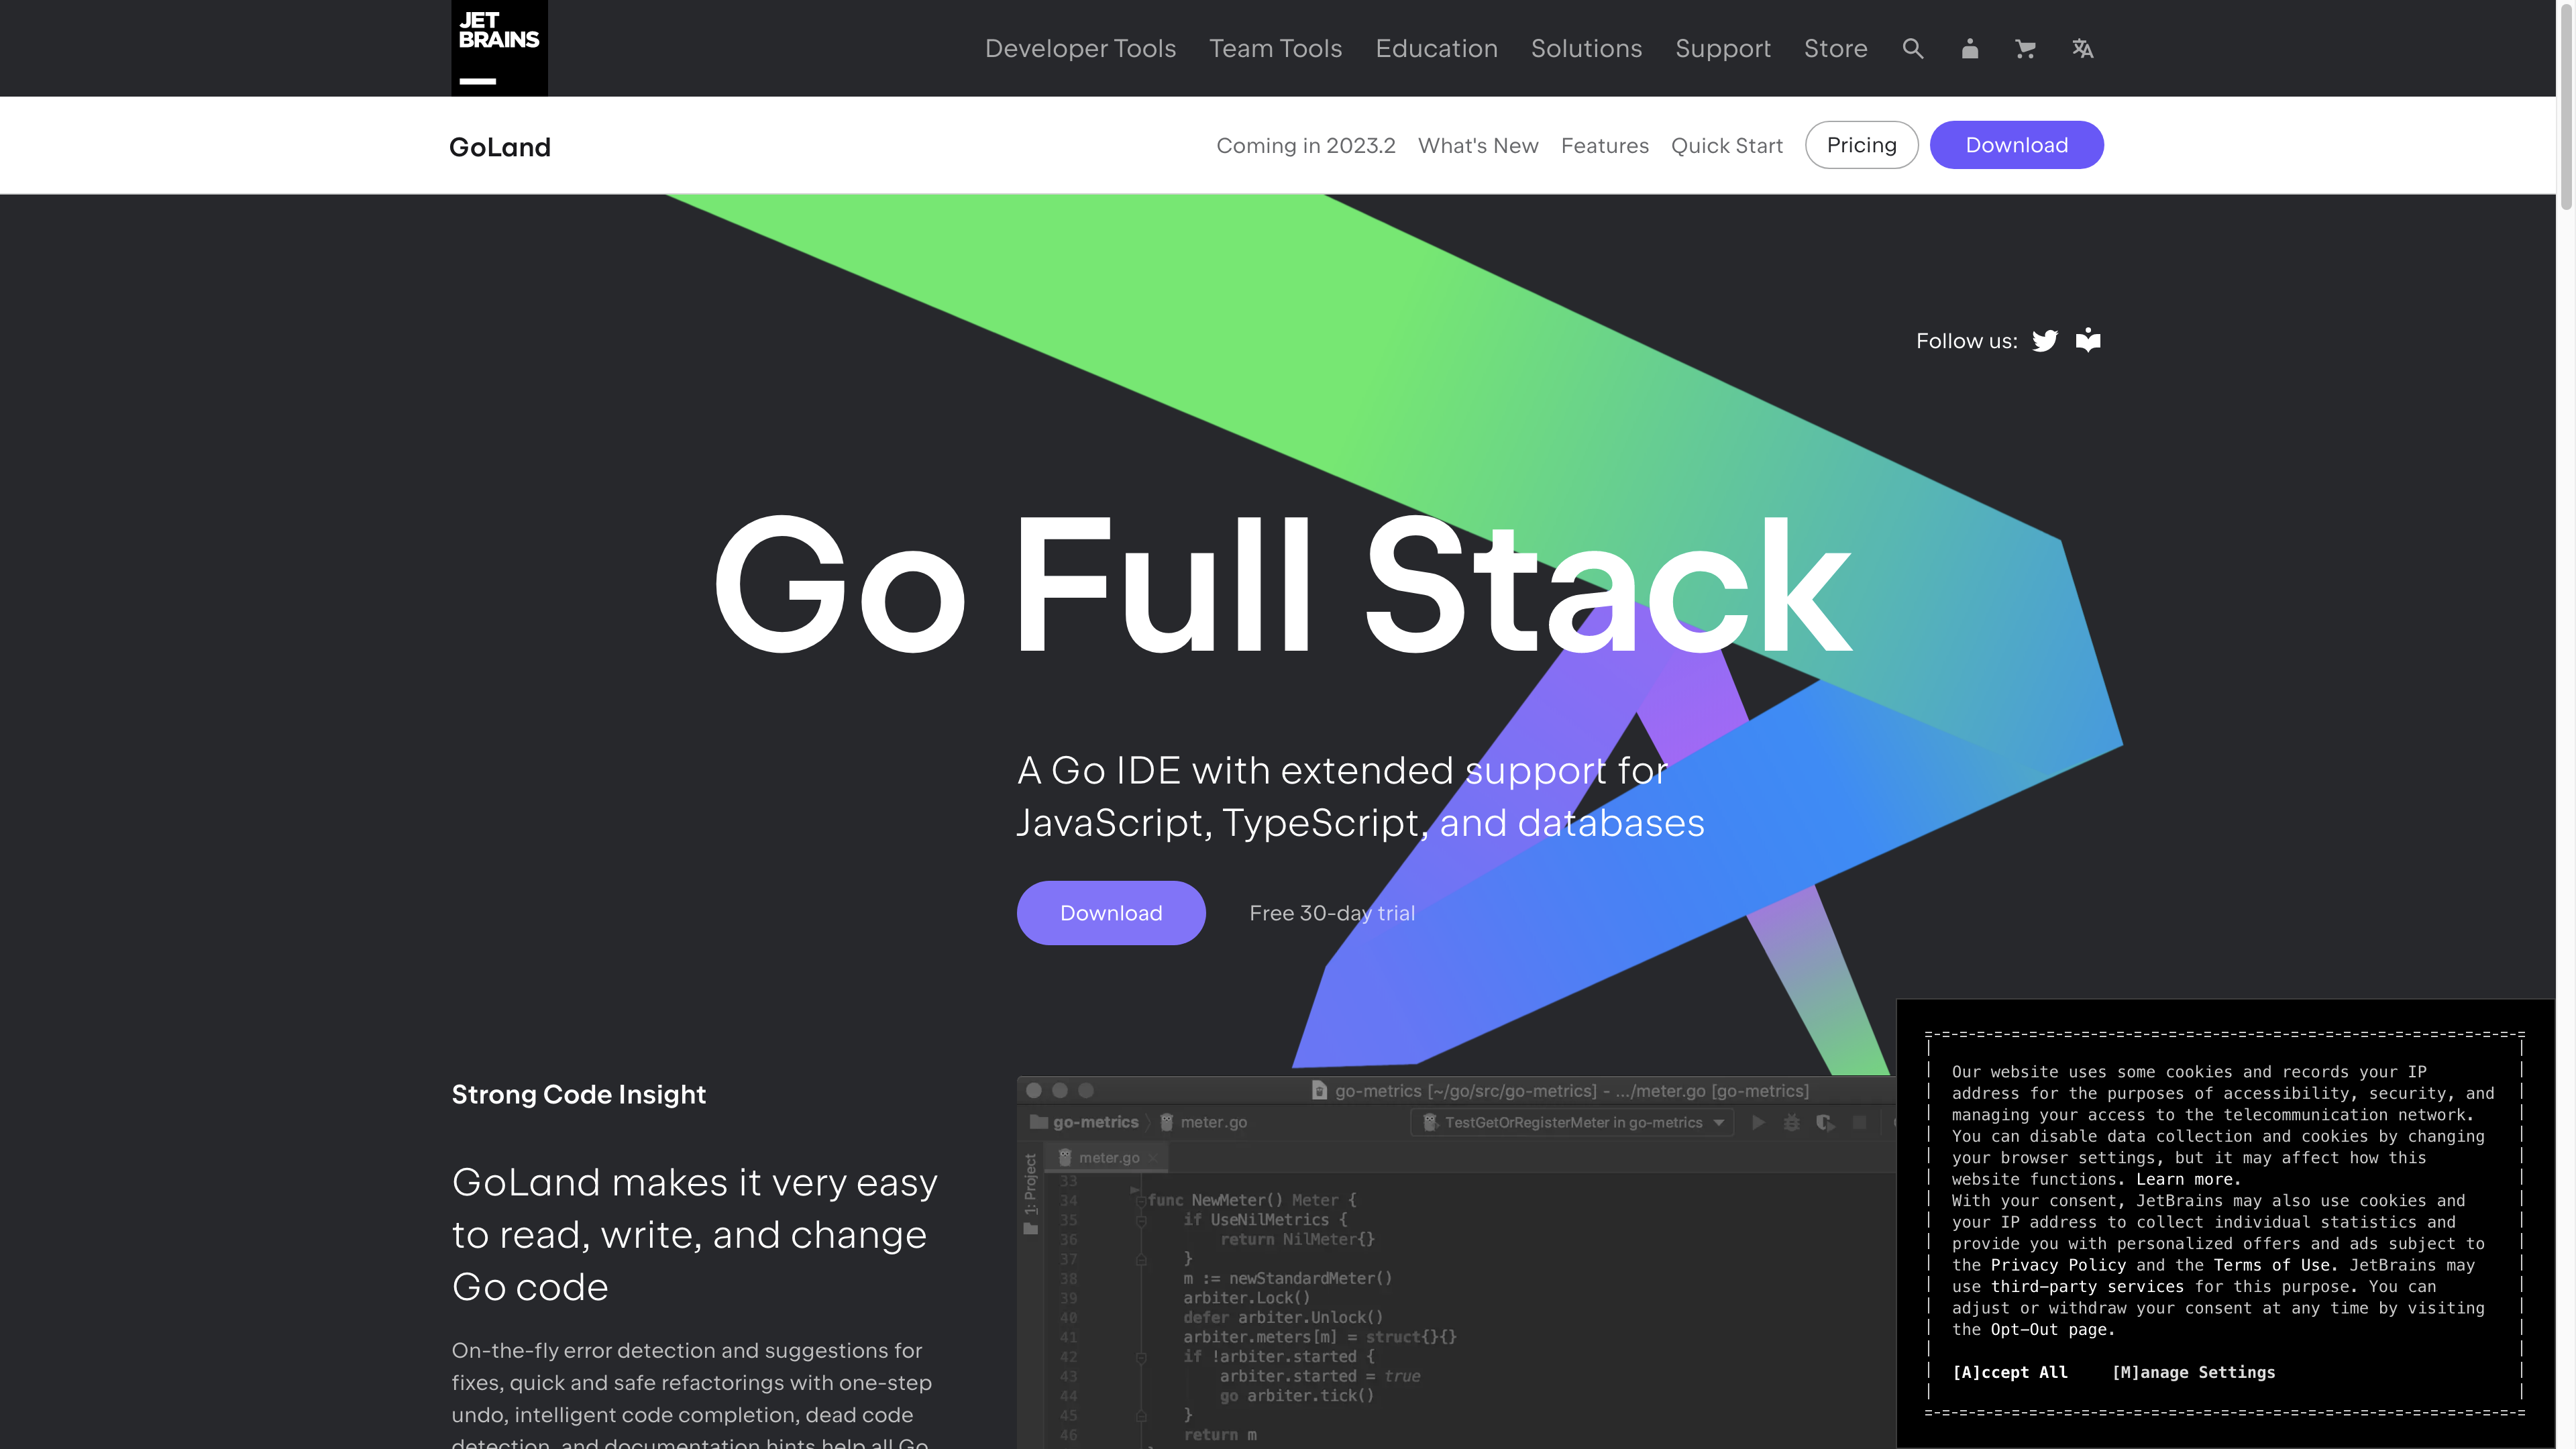 JET
BRAINS
Developer Tools
Team Tools
Education
Solutions
Support
Store
GoLand
Coming in 2023.2
What's New
Features
Quick Start
Pricing
Download
Follow us:
Go Full Stack
A Go IDE with extended support for
JavaScript, TypeScript, and databases
Download
Free 30-day trial
Strong Code Insight
GoLand makes it very easy
to read, write, and change
Go code
On-the-fly error detection and suggestions for
fixes, quick and safe refactorings with one-step
undo, intelligent code completion, dead code
detection, and documentation hints help all Go
go-metrics [~/go/src/go-metrics] - .../meter.go [go-metrics]
go-metrics
meter.go
TestGetOrRegisterMeter in go-metrics
1: Project
meter.go
33
34 func NewMeter() Meter {
35 if UseNilMetrics {
36 return NilMeter{}
37 }
38 m := newStandardMeter()
39 arbiter.Lock()
40 defer arbiter.Unlock()
41 arbiter.meters[m] = struct{}{}
42 if !arbiter.started {
43 arbiter.started = true
44 go arbiter.tick()
45 }
46 return m
Our website uses some cookies and records your IP
address for the purposes of accessibility, security, and
managing your access to the telecommunication network.
You can disable data collection and cookies by changing
your browser settings, but it may affect how this
website functions. Learn more.
With your consent, JetBrains may also use cookies and
your IP address to collect individual statistics and
provide you with personalized offers and ads subject to
the Privacy Policy and the Terms of Use. JetBrains may
use third-party services for this purpose. You can
adjust or withdraw your consent at any time by visiting
the Opt-Out page.
[A]ccept All
[M]anage Settings